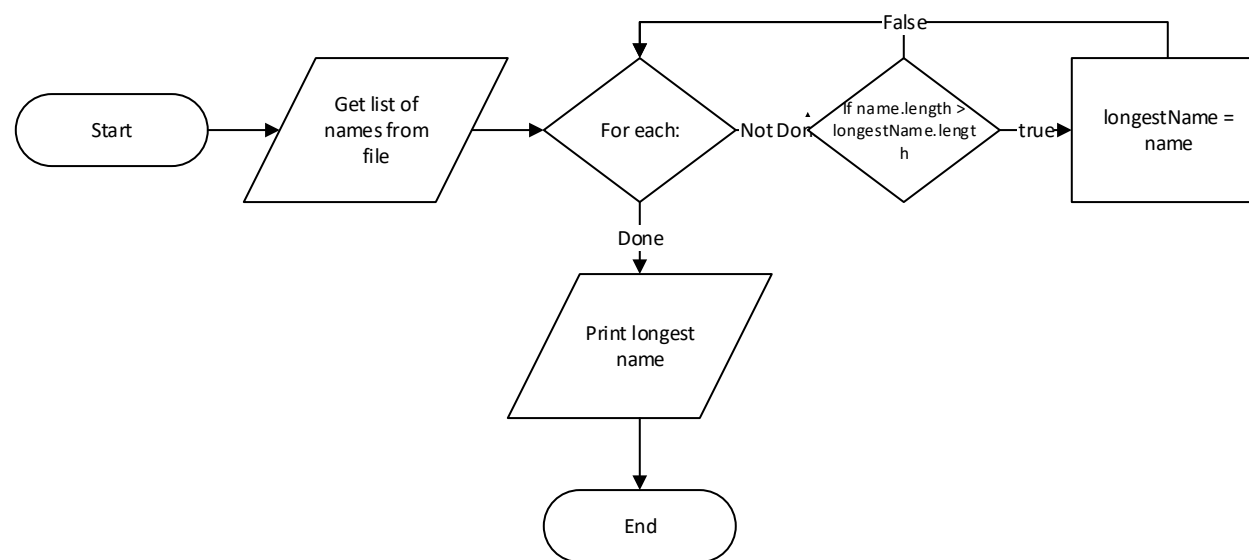 False
Start
Get list of
names from
file
For each:
Not Don
If name.length >
longestName.lengt
h
true
longestName =
name
Done
Print longest
name
End